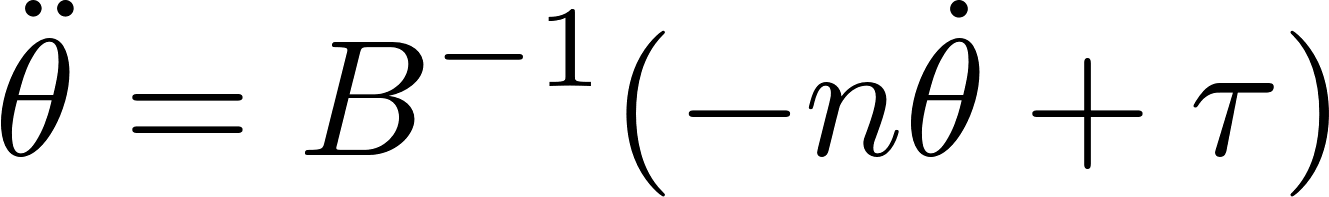 θ̈ = B⁻¹(−nθ̇ + τ)